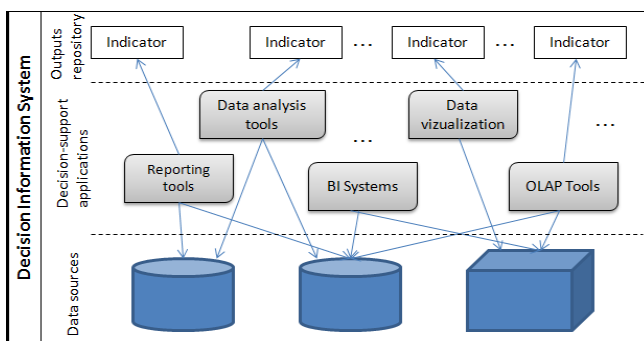 Decision Information System
Outputs
repository
Indicator
Indicator
...
Indicator
...
Indicator
Decision-support
applications
Data analysis
tools
Data
vizualization
...
...
Reporting
tools
BI Systems
OLAP Tools
Data sources